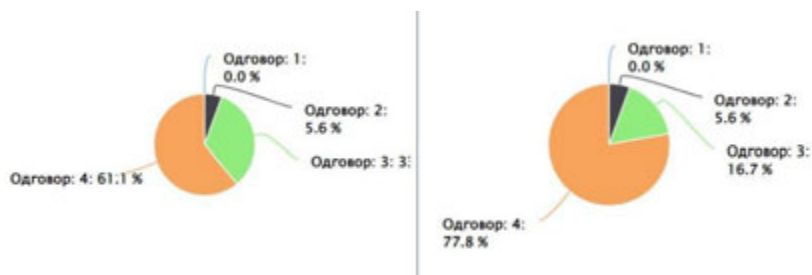 Одговор: 1:
0.0 %
Одговор: 2:
5.6 %
Одговор: 3:
Одговор: 4: 61.1 %
Одговор: 1:
0.0 %
Одговор: 2:
5.6 %
Одговор: 3:
16.7 %
Одговор: 4:
77.8 %